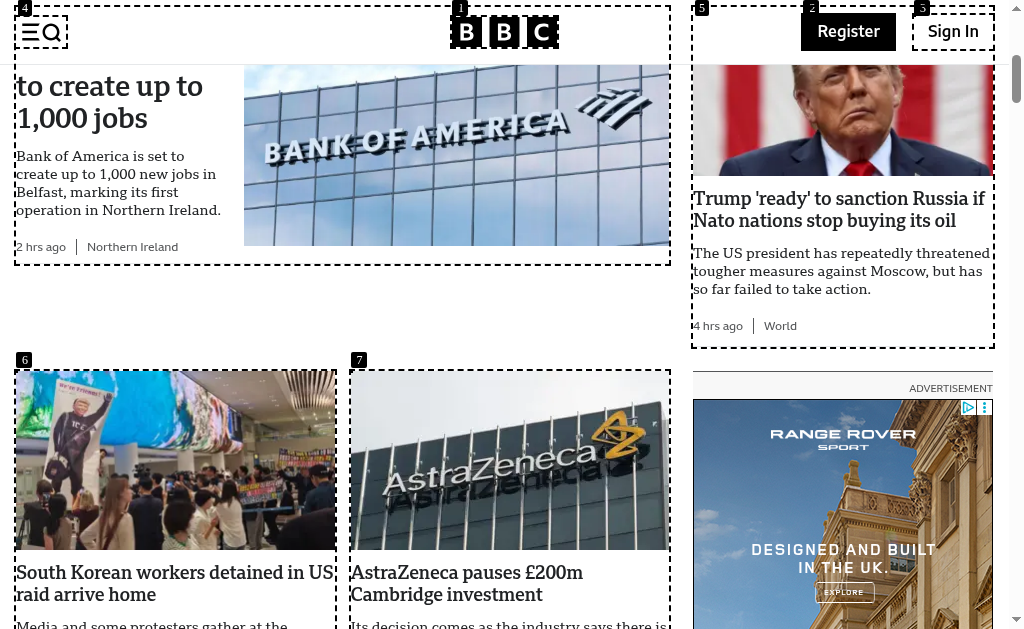 4
1
5
2
3
BBC
Register
Sign In
to create up to
1,000 jobs
Bank of America is set to
create up to 1,000 new jobs in
Belfast, marking its first
operation in Northern Ireland.
2 hrs ago
Northern Ireland
BANK OF AMERICA
Trump 'ready' to sanction Russia if
Nato nations stop buying its oil
The US president has repeatedly threatened
tougher measures against Moscow, but has
so far failed to take action.
4 hrs ago
World
6
7
AstraZeneca
South Korean workers detained in US
raid arrive home
Media and some protesters gather at the
AstraZeneca pauses £200m
Cambridge investment
Its decision comes as the industry says there is
ADVERTISEMENT
RANGE ROVER
SPORT
DESIGNED AND BUILT
IN THE UK.
EXPLORE